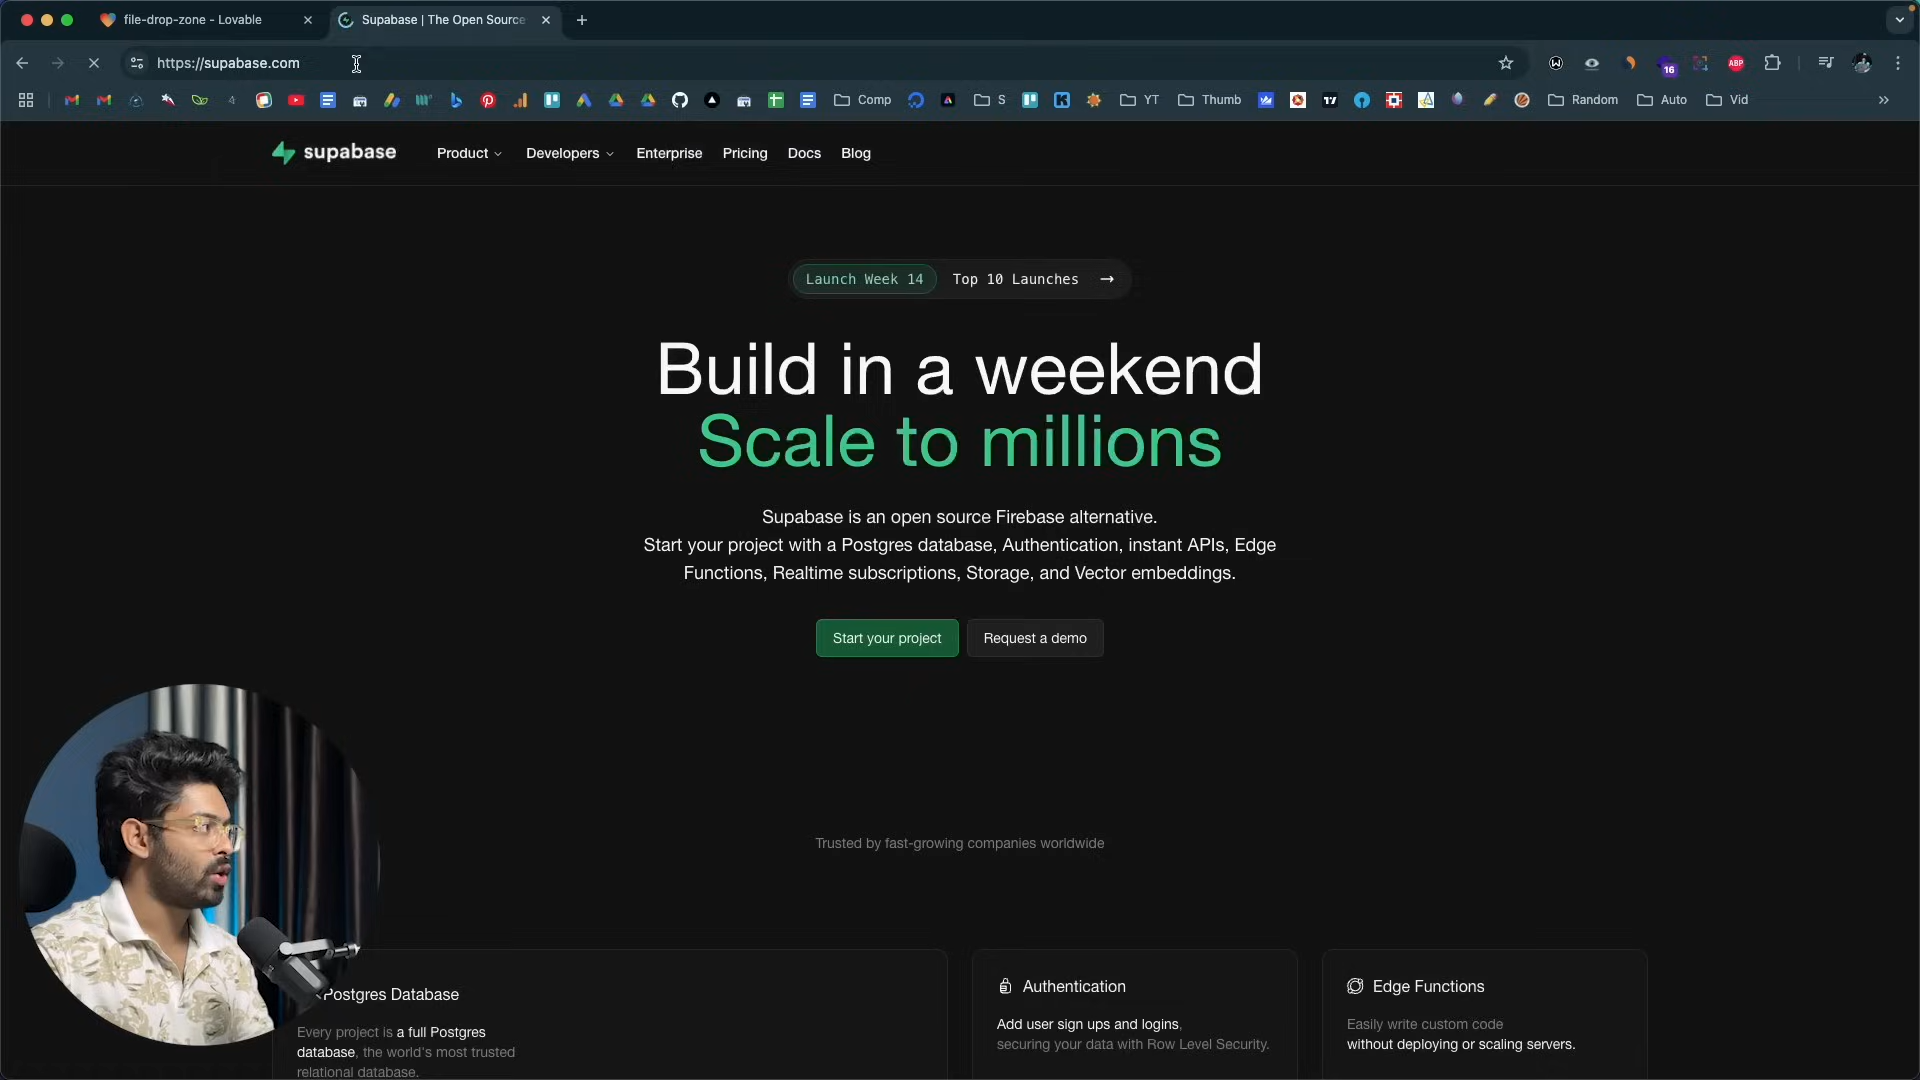 file-drop-zone - Lovable
Supabase | The Open Source
https://supabase.com
16
ABP
Comp
S
YT
Thumb
Random
Auto
Vid
supabase
Product
Developers
Enterprise
Pricing
Docs
Blog
Launch Week 14
Top 10 Launches →
Build in a weekend
Scale to millions
Supabase is an open source Firebase alternative.
Start your project with a Postgres database, Authentication, instant APIs, Edge
Functions, Realtime subscriptions, Storage, and Vector embeddings.
Start your project
Request a demo
Trusted by fast-growing companies worldwide
Postgres Database
Every project is a full Postgres
database, the world's most trusted
relational database.
Authentication
Add user sign ups and logins,
securing your data with Row Level Security.
Edge Functions
Easily write custom code
without deploying or scaling servers.